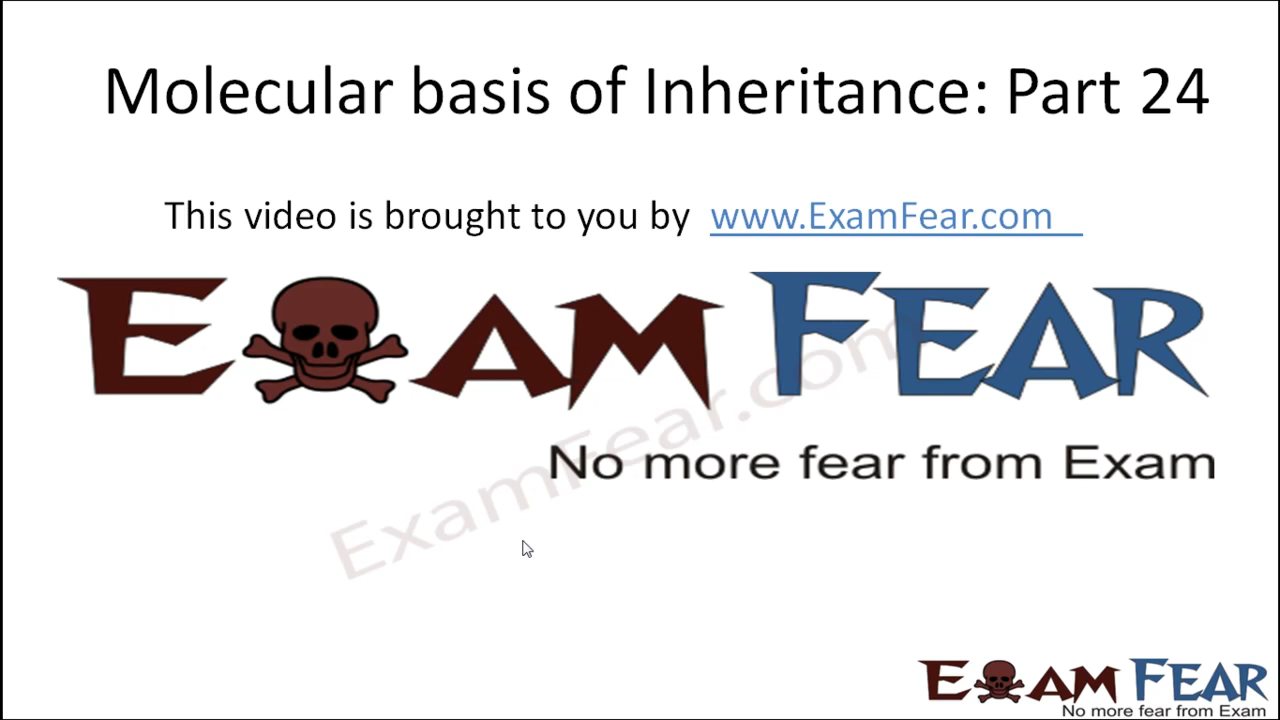 Molecular basis of Inheritance: Part 24
This video is brought to you by www.ExamFear.com
EXAM FEAR
ExamFear.com
No more fear from Exam
EXAM FEAR
No more fear from Exam